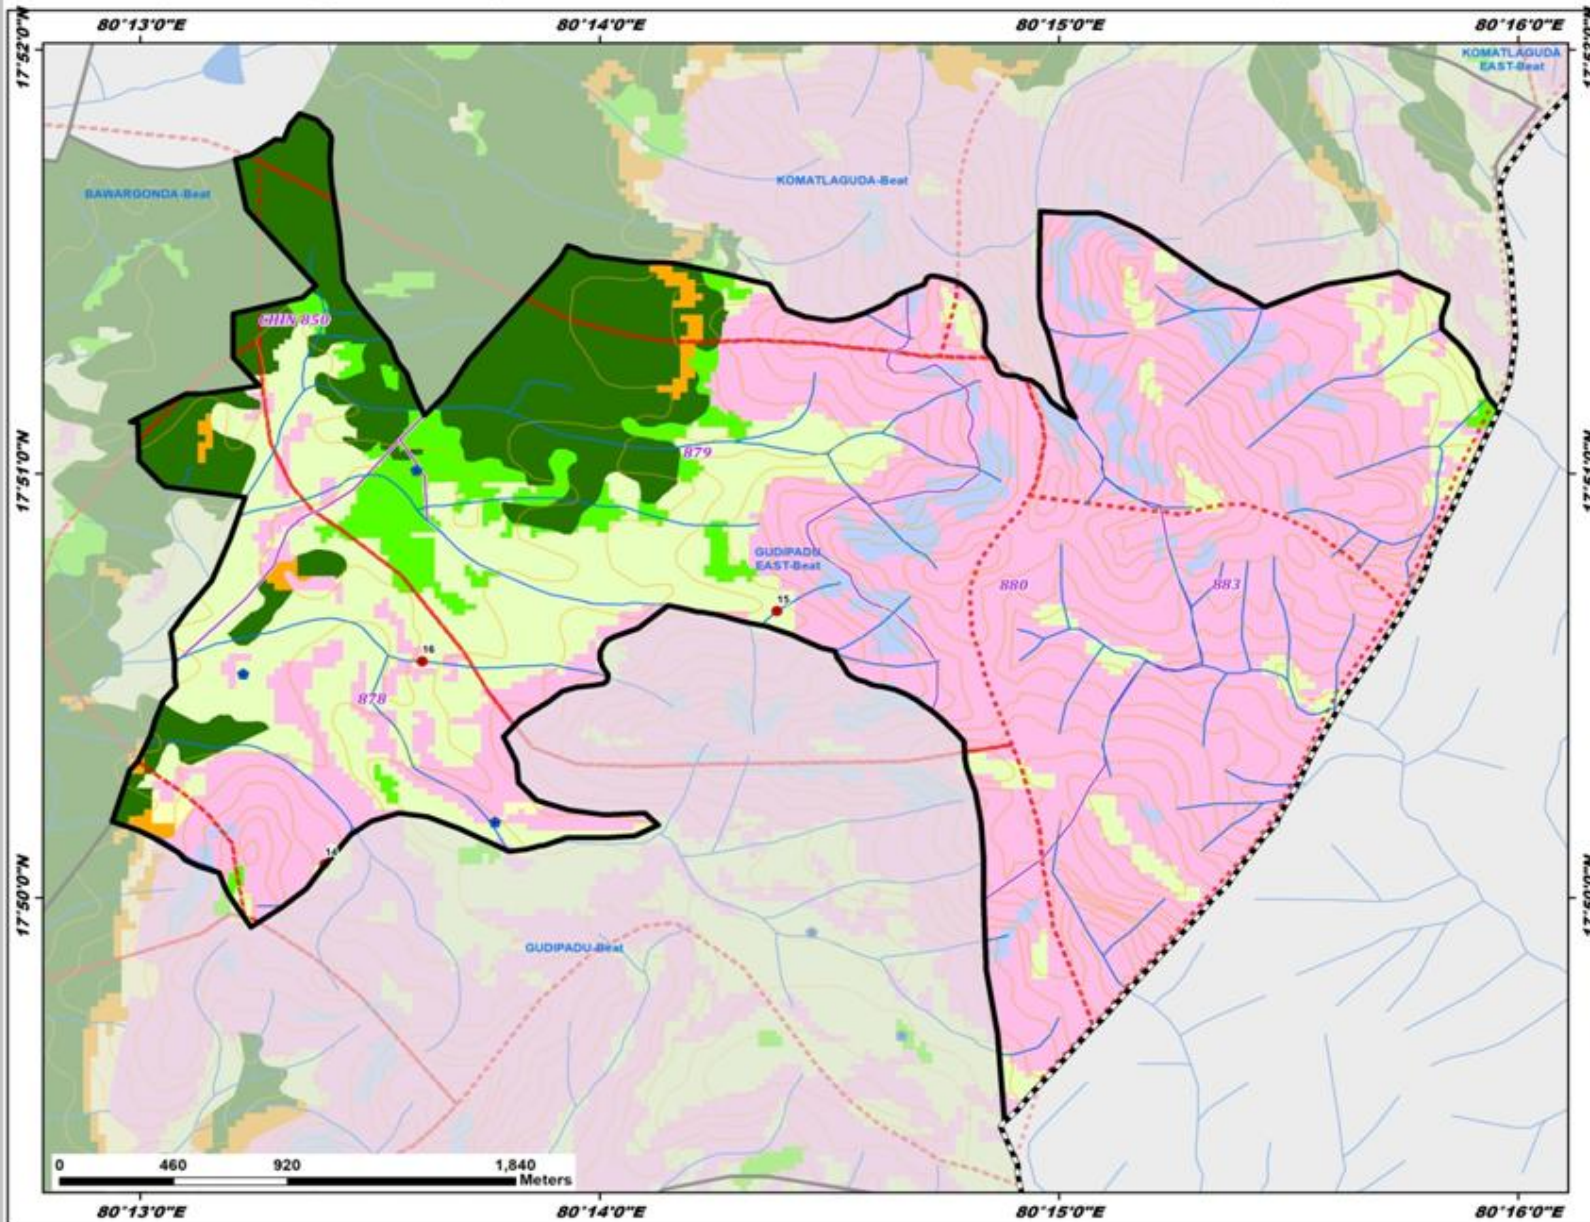 80°13'0"E 80°14'0"E 80°15'0"E 80°16'0"E
17°52'0"N
KOMATLAGUDA
EAST-Beat
BAWARGONDA-Beat
KOMATLAGUDA-Beat
CHIN 850
879
17°51'0"N
GUDIPADU
EAST-Beat
880
883
15
16
878
14
17°50'0"N
GUDIPADU-Beat
0 460 920 1,840
Meters
80°13'0"E 80°14'0"E 80°15'0"E 80°16'0"E